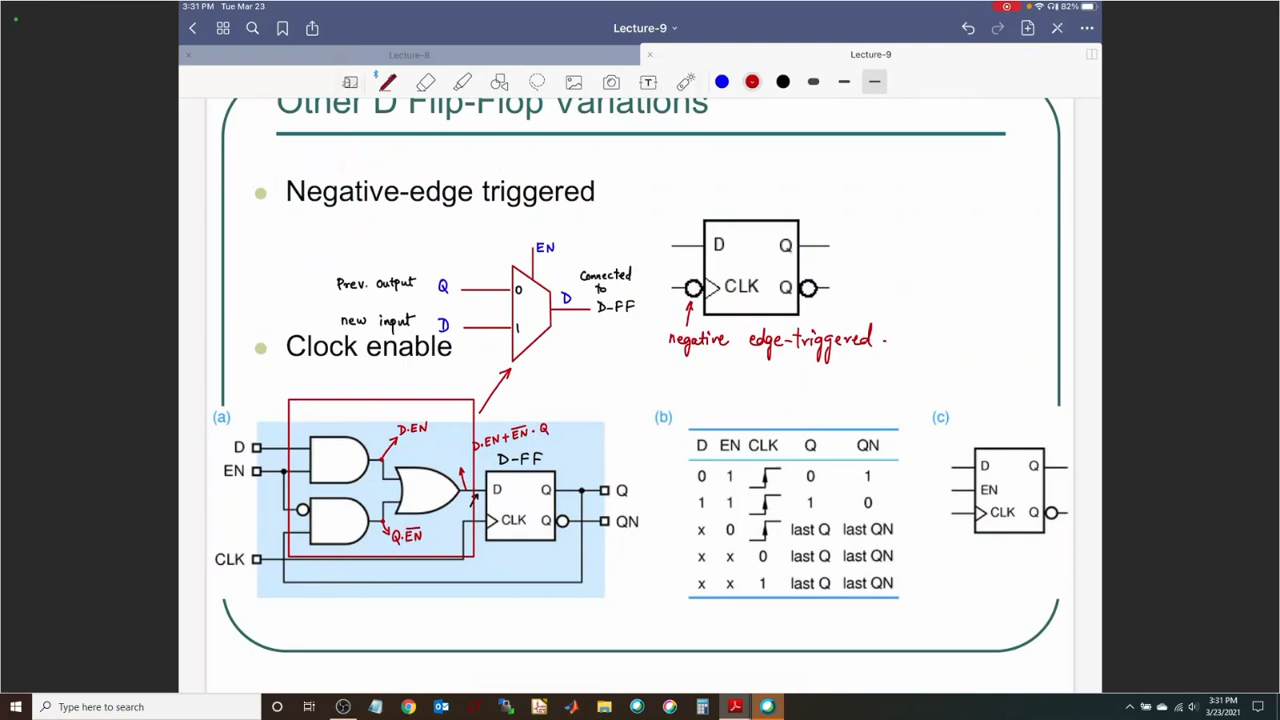 3:31 PM Tue Mar 23
82%
Lecture-9
Lecture-8
Lecture-9
T
Other D Flip-Flop Variations
Negative-edge triggered
EN
Prev. output Q 0
new input D 1
D
Connected
to
D-FF
D Q
CLK Q
negative edge-triggered.
Clock enable
(a)
D
EN
CLK
D·EN
Q·EN̅
D·EN+EN̅·Q
D-FF
D Q
CLK Q
Q
QN
(b)
D EN CLK Q QN
0 1 0 1
1 1 1 0
x 0 last Q last QN
x x 0 last Q last QN
x x 1 last Q last QN
(c)
D Q
EN
CLK Q
Type here to search
3:31 PM
3/23/2021